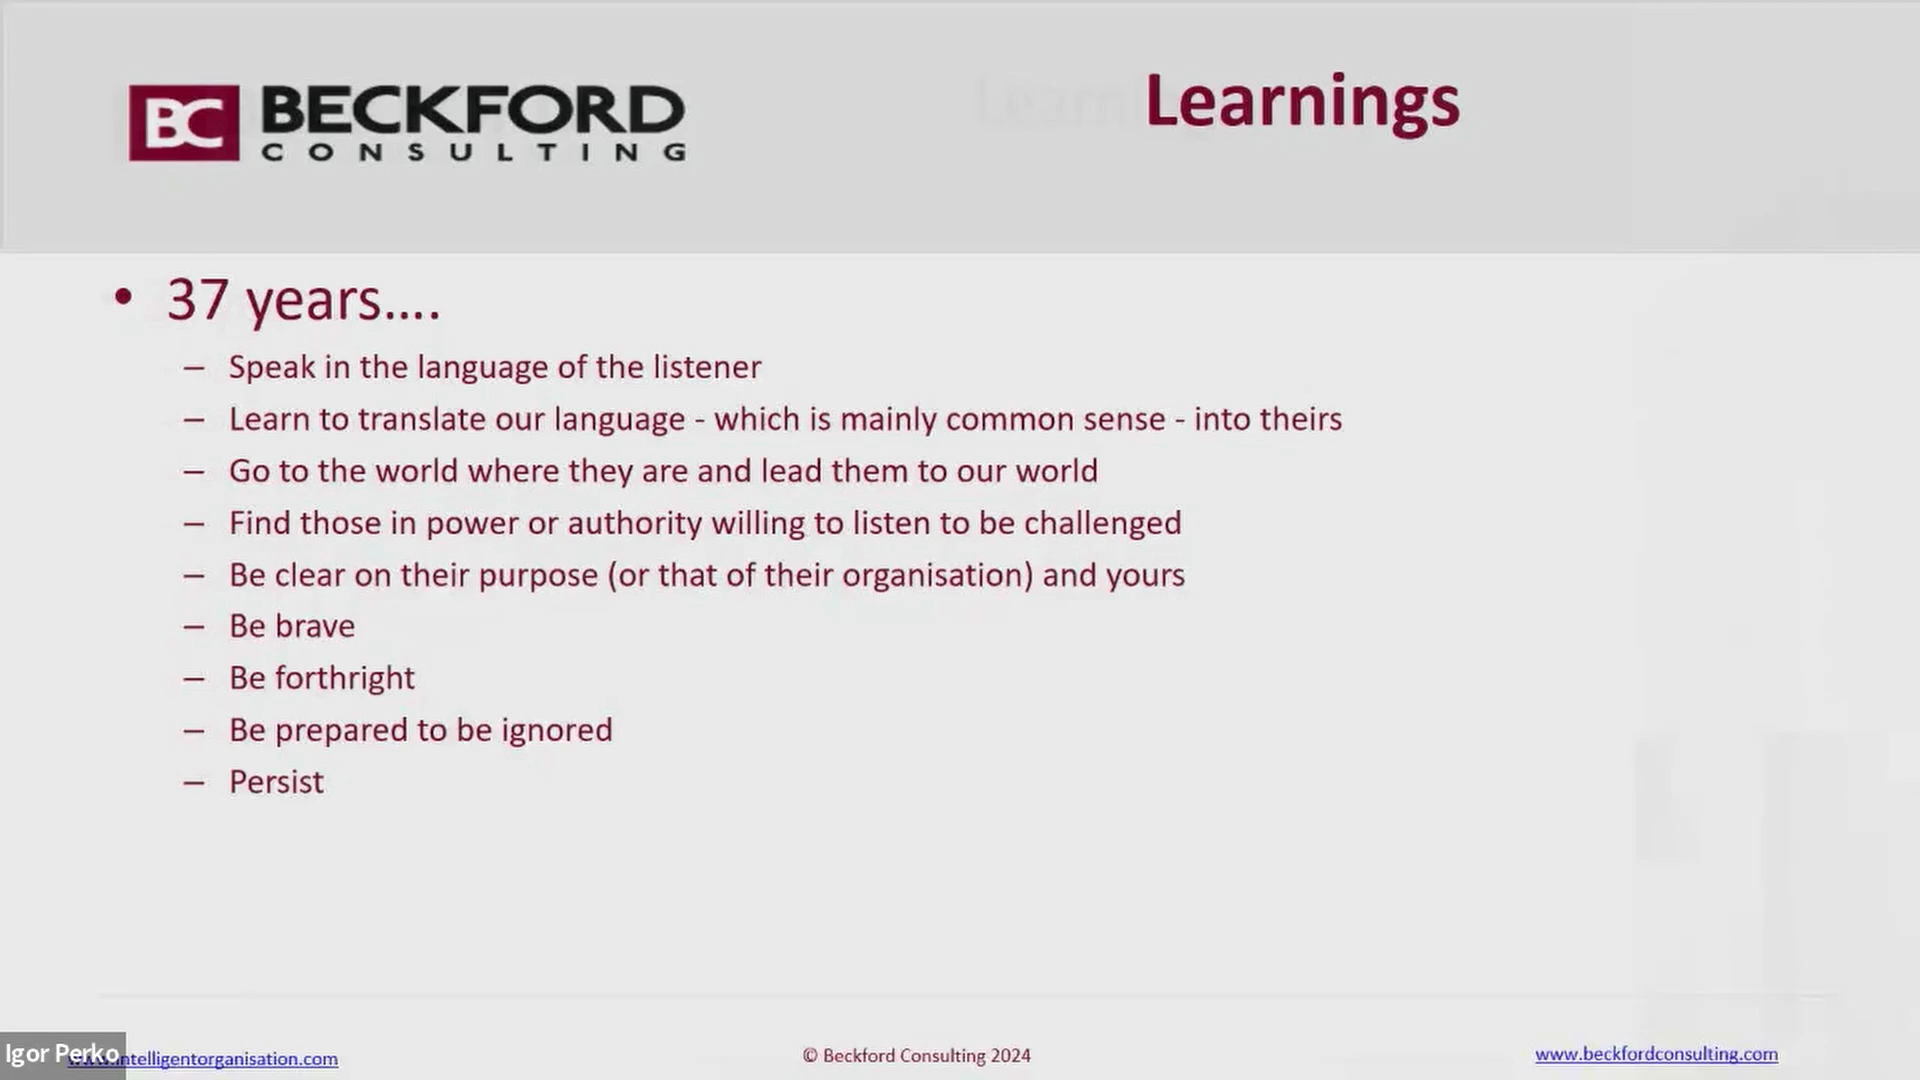 BC BECKFORD
CONSULTING
Learnings
• 37 years....
– Speak in the language of the listener
– Learn to translate our language - which is mainly common sense - into theirs
– Go to the world where they are and lead them to our world
– Find those in power or authority willing to listen to be challenged
– Be clear on their purpose (or that of their organisation) and yours
– Be brave
– Be forthright
– Be prepared to be ignored
– Persist
Igor Perko
www.intelligentorganisation.com
© Beckford Consulting 2024
www.beckfordconsulting.com